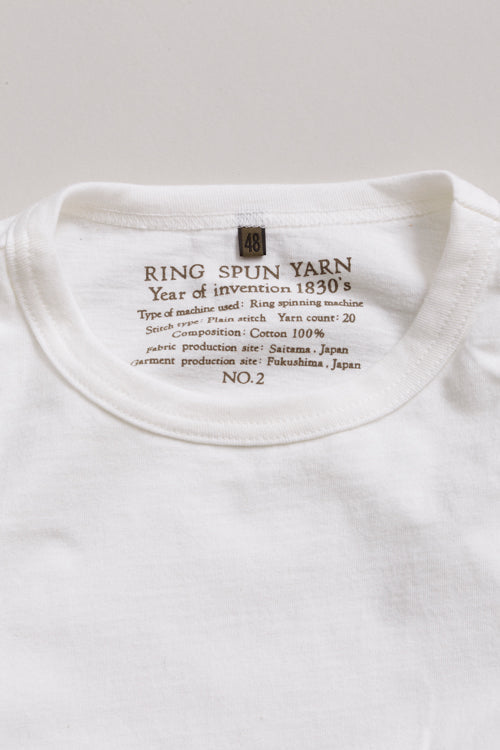 48
RING SPUN YARN
Year of invention 1830's
Type of machine used: Ring spinning machine
Stitch type: Plain stitch Yarn count: 20
Composition: Cotton 100%
Fabric production site: Saitama, Japan
Garment production site: Fukushima, Japan
NO.2